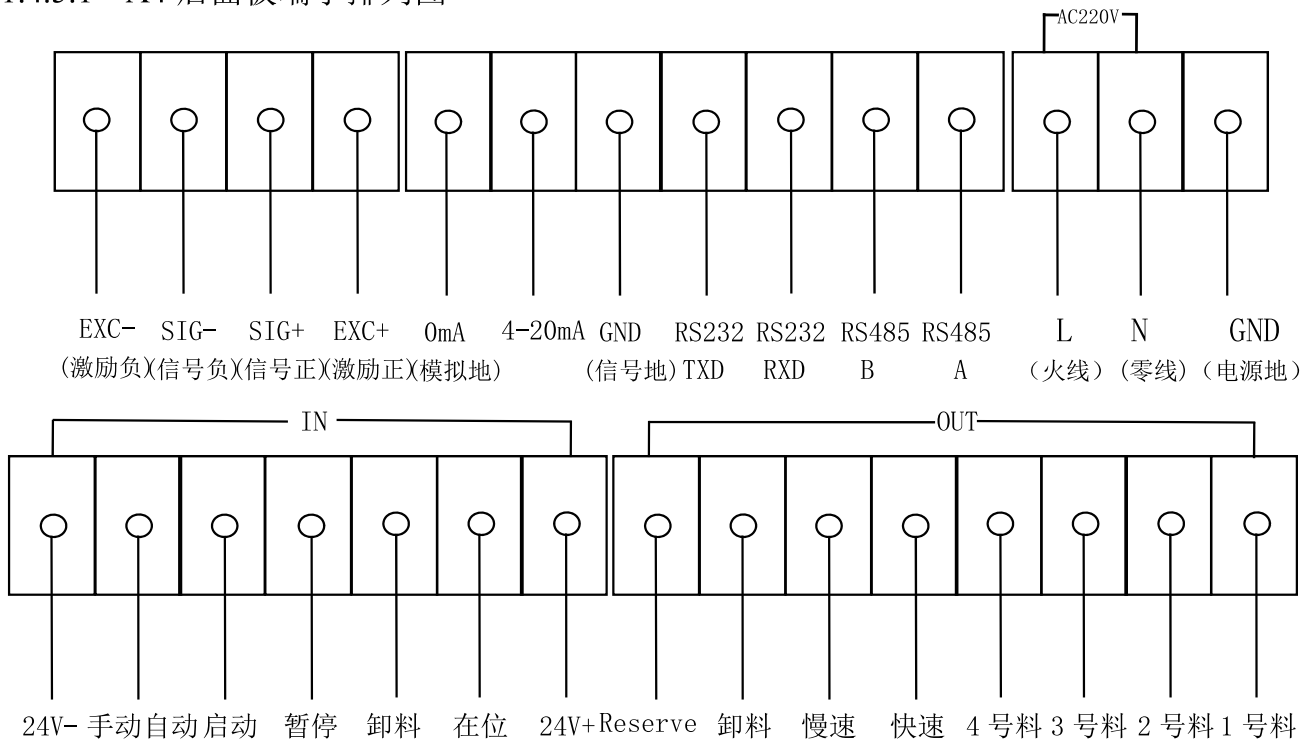 AC220V
EXC- SIG- SIG+ EXC+ 0mA 4-20mA GND RS232 RS232 RS485 RS485 L N GND
(激励负)(信号负)(信号正)(激励正)(模拟地) (信号地) TXD RXD B A （火线）(零线)（电源地）
IN OUT
24V- 手动自动 启动 暂停 卸料 在位 24V+ Reserve 卸料 慢速 快速 4号料 3号料 2号料 1号料